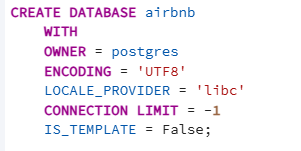 CREATE DATABASE airbnb
WITH
OWNER = postgres
ENCODING = 'UTF8'
LOCALE_PROVIDER = 'libc'
CONNECTION LIMIT = -1
IS_TEMPLATE = False;